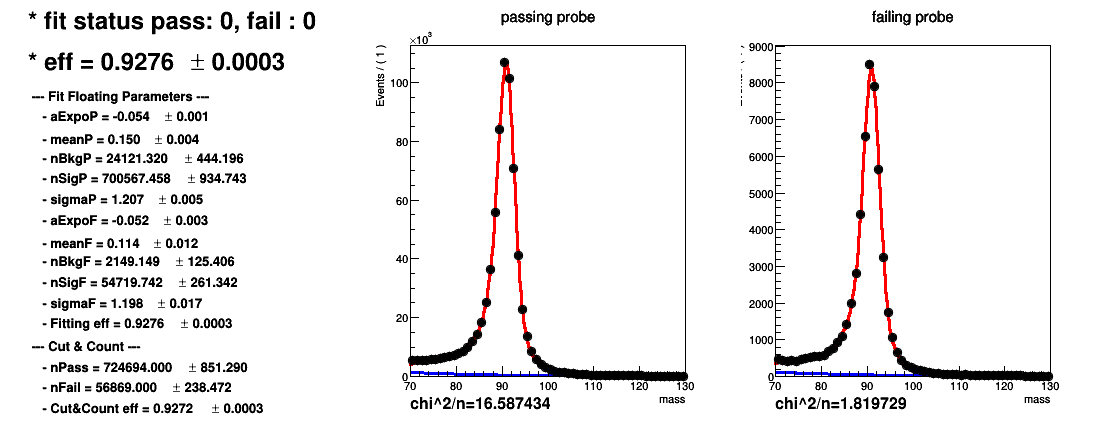 * fit status pass: 0, fail : 0
* eff = 0.9276 ± 0.0003
--- Fit Floating Parameters ---
- aExpoP = -0.054 ± 0.001
- meanP = 0.150 ± 0.004
- nBkgP = 24121.320 ± 444.196
- nSigP = 700567.458 ± 934.743
- sigmaP = 1.207 ± 0.005
- aExpoF = -0.052 ± 0.003
- meanF = 0.114 ± 0.012
- nBkgF = 2149.149 ± 125.406
- nSigF = 54719.742 ± 261.342
- sigmaF = 1.198 ± 0.017
- Fitting eff = 0.9276 ± 0.0003
--- Cut & Count ---
- nPass = 724694.000 ± 851.290
- nFail = 56869.000 ± 238.472
- Cut&Count eff = 0.9272 ± 0.0003
passing probe
×10³
Events / ( 1 )
100
80
60
40
20
0
70 80 90 100 110 120 130
mass
chi^2/n=16.587434
failing probe
9000
8000
7000
6000
5000
4000
3000
2000
1000
0
70 80 90 100 110 120 130
mass
chi^2/n=1.819729